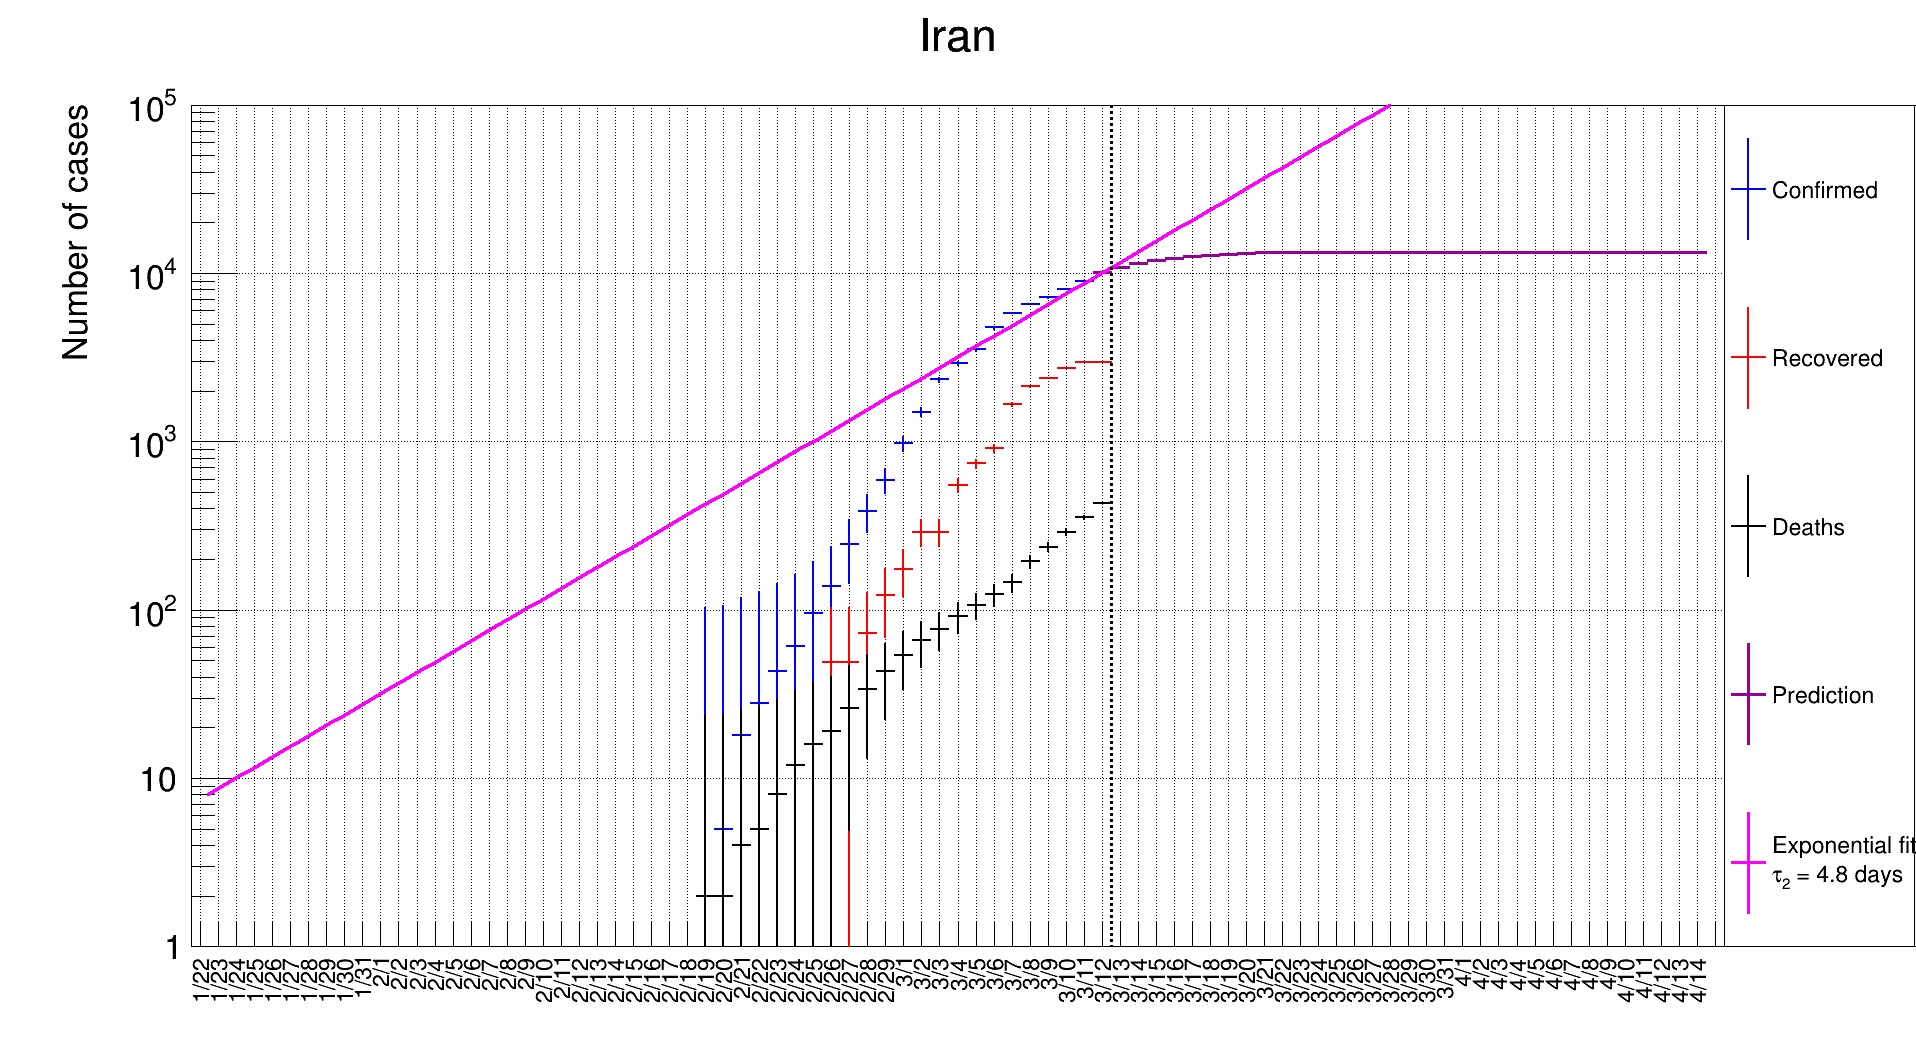 Iran
Number of cases
10⁵
10⁴
10³
10²
10
1
1/22 1/23 1/24 1/25 1/26 1/27 1/28 1/29 1/30 1/31 2/1 2/2 2/3 2/4 2/5 2/6 2/7 2/8 2/9 2/10 2/11 2/12 2/13 2/14 2/15 2/16 2/17 2/18 2/19 2/20 2/21 2/22 2/23 2/24 2/25 2/26 2/27 2/28 2/29 3/1 3/2 3/3 3/4 3/5 3/6 3/7 3/8 3/9 3/10 3/11 3/12 3/13 3/14 3/15 3/16 3/17 3/18 3/19 3/20 3/21 3/22 3/23 3/24 3/25 3/26 3/27 3/28 3/29 3/30 3/31 4/1 4/2 4/3 4/4 4/5 4/6 4/7 4/8 4/9 4/10 4/11 4/12 4/13 4/14
Confirmed
Recovered
Deaths
Prediction
Exponential fit
τ₂ = 4.8 days